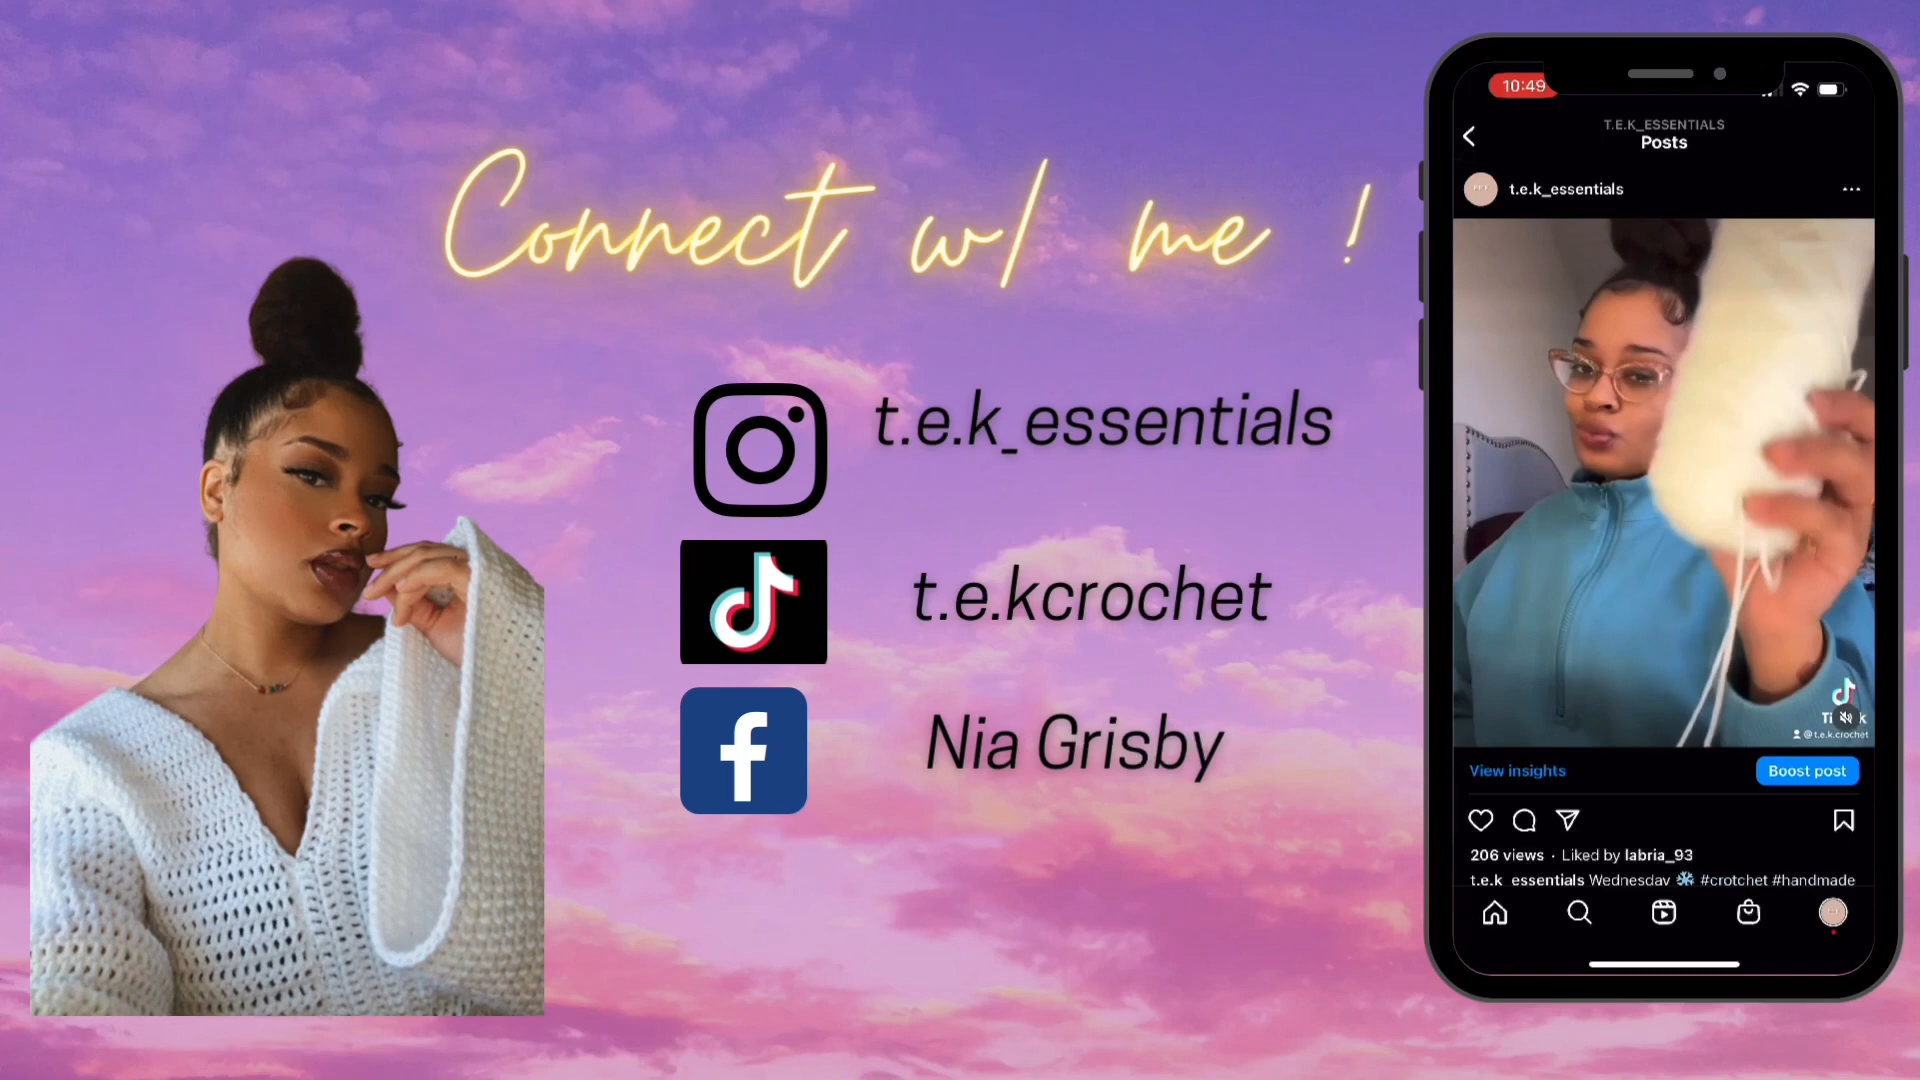 Connect w/ me !
t.e.k_essentials
t.e.kcrochet
Nia Grisby
10:49
T.E.K_ESSENTIALS
Posts
t.e.k_essentials
@t.e.k.crochet
View insights
Boost post
206 views · Liked by labria_93
t.e.k_essentials Wednesday ❄️ #crotchet #handmade